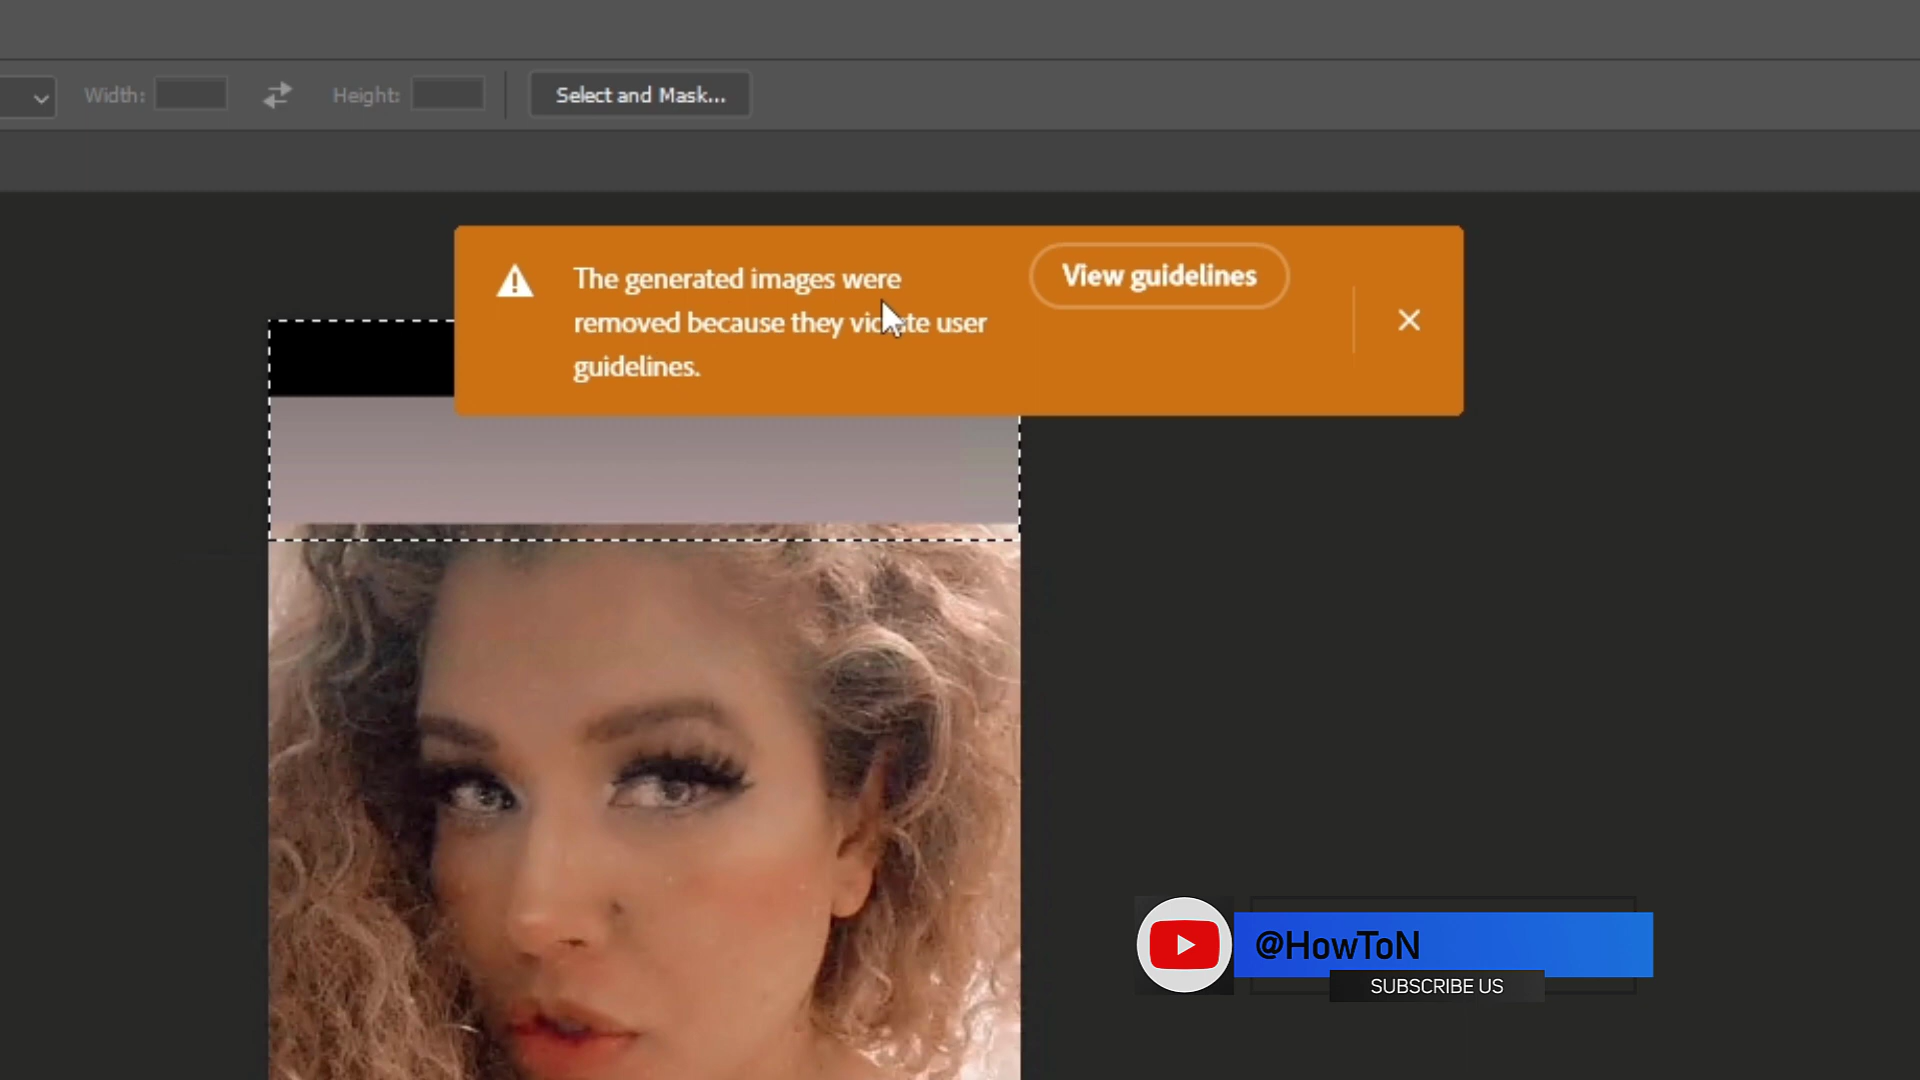 Width:
Height:
Select and Mask...
The generated images were
removed because they violate user
guidelines.
View guidelines
@HowToN
SUBSCRIBE US